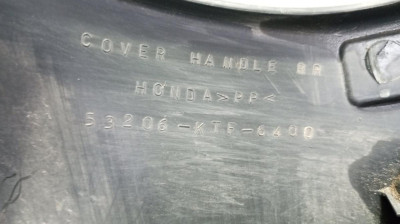 COVER HANDLE RR
HONDA >PP<
53206-KTF-6400